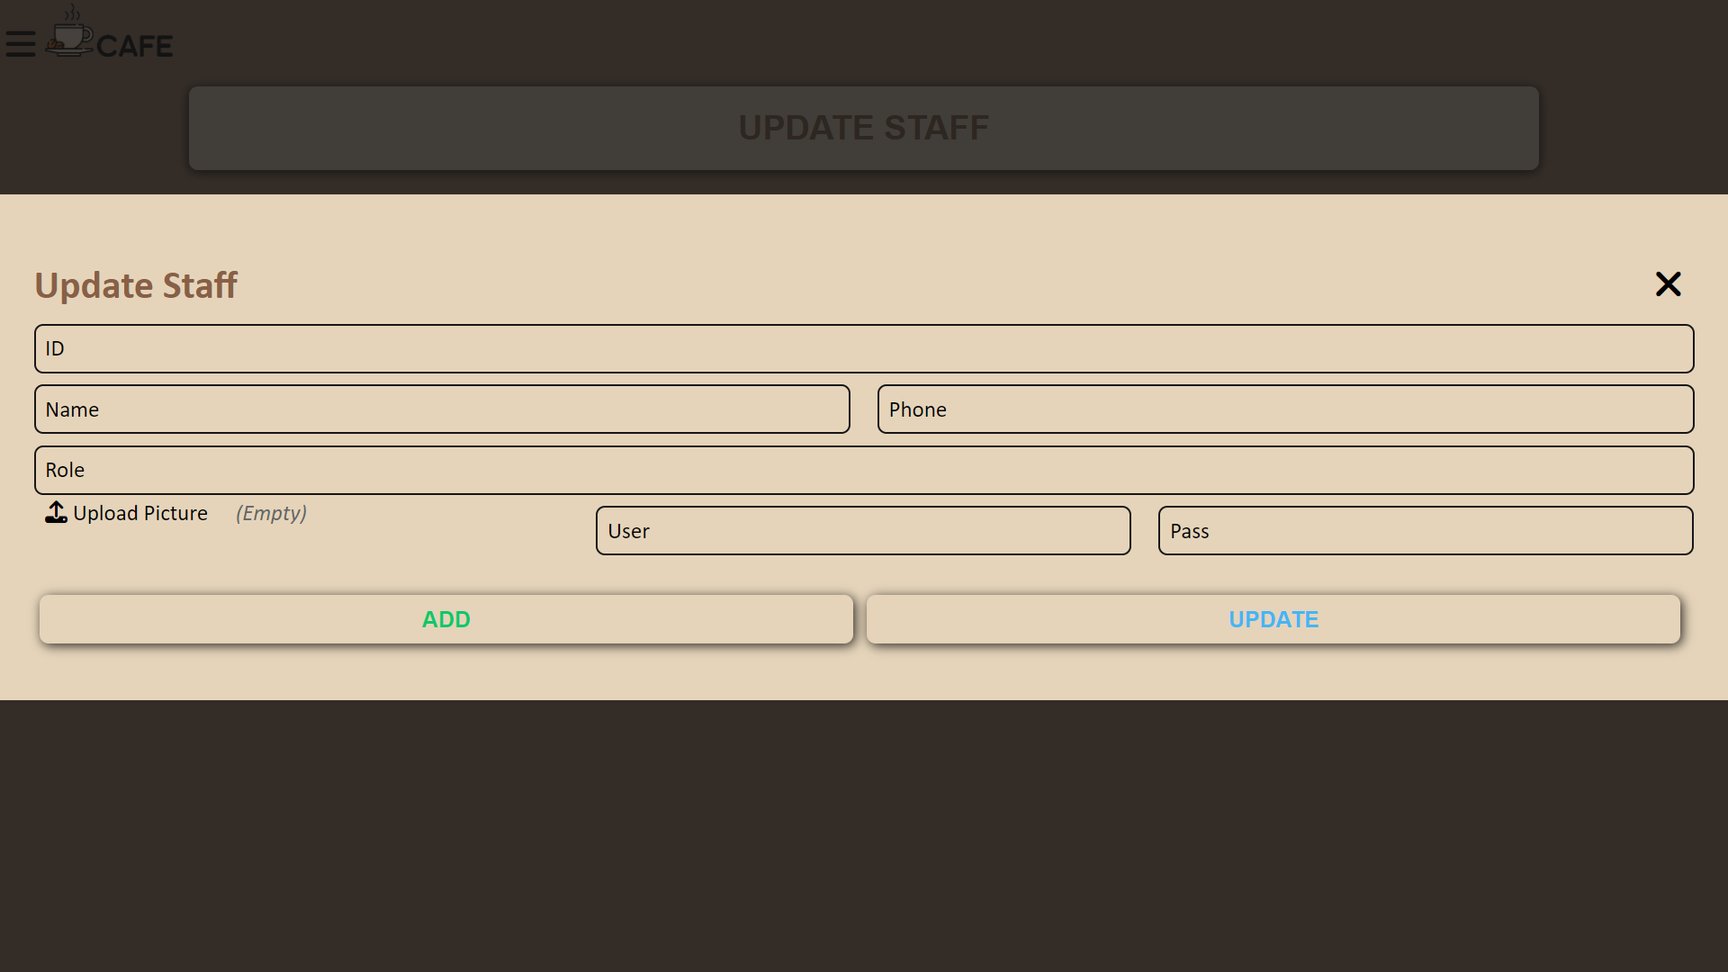 CAFE
UPDATE STAFF
Update Staff
ID
Name
Phone
Role
Upload Picture (Empty)
User
Pass
ADD
UPDATE